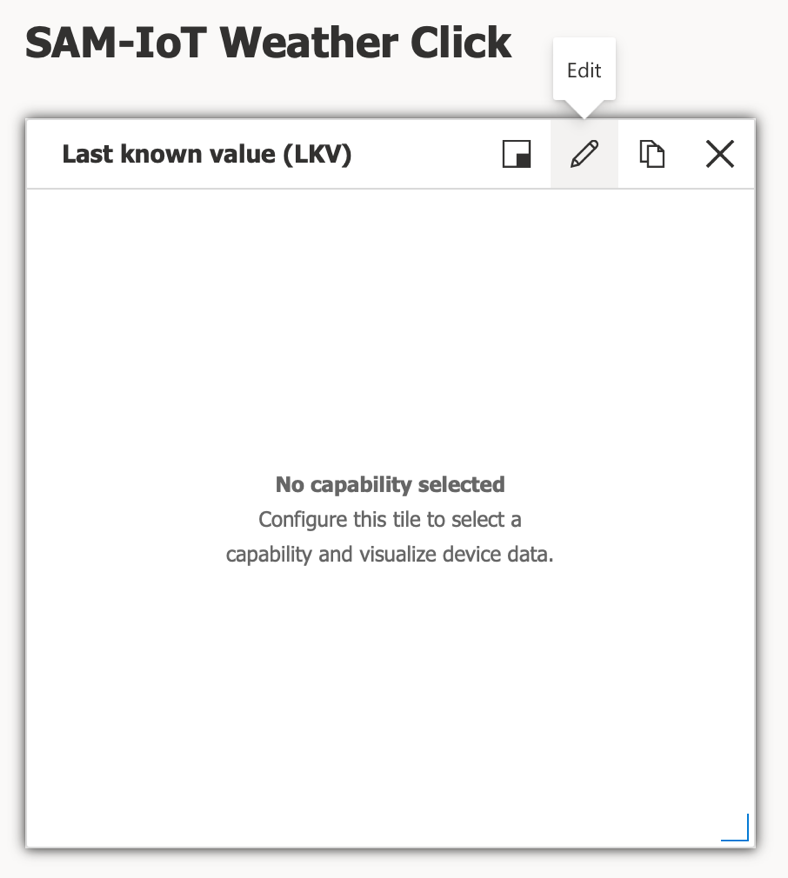 SAM-IoT Weather Click
Edit
Last known value (LKV)
No capability selected
Configure this tile to select a
capability and visualize device data.